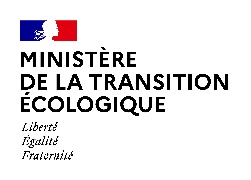 MINISTÈRE
DE LA TRANSITION
ÉCOLOGIQUE
Liberté
Égalité
Fraternité